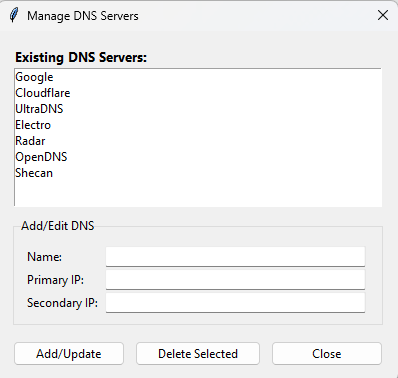 Manage DNS Servers
Existing DNS Servers:
Google
Cloudflare
UltraDNS
Electro
Radar
OpenDNS
Shecan
Add/Edit DNS
Name:
Primary IP:
Secondary IP:
Add/Update Delete Selected Close